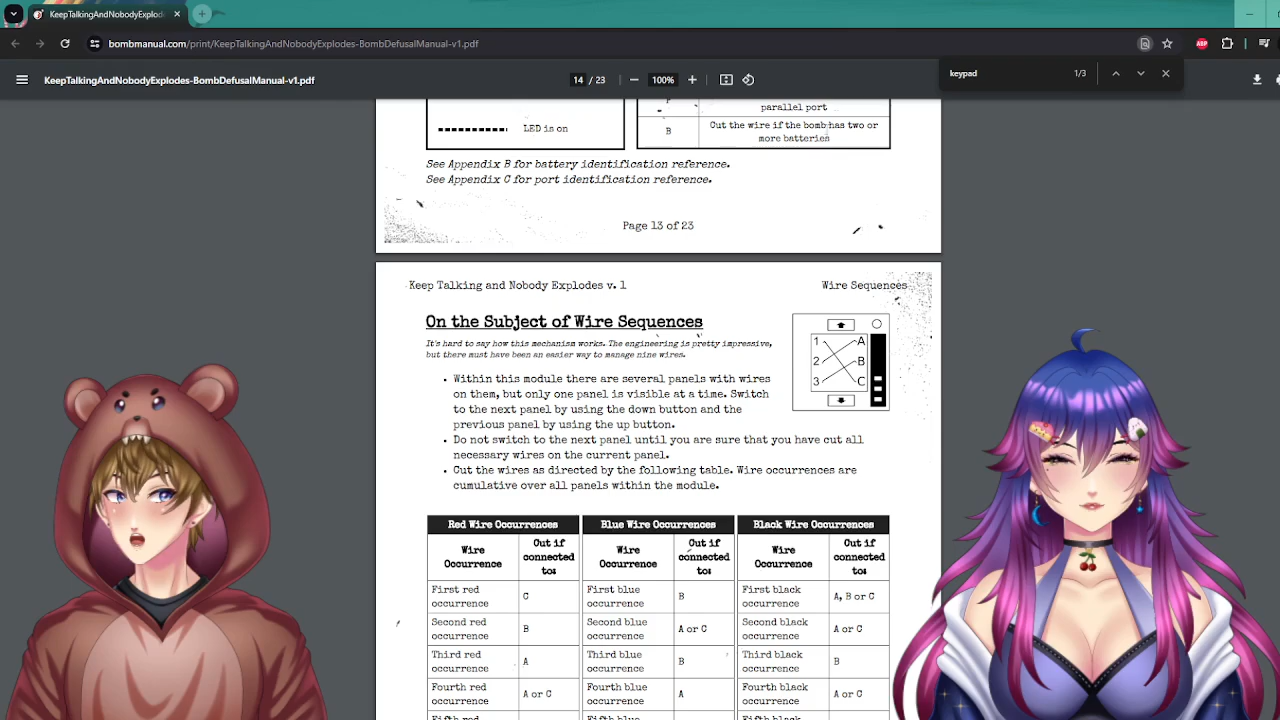 KeepTalkingAndNobodyExplod
bombmanual.com/print/KeepTalkingAndNobodyExplodes-BombDefusalManual-v1.pdf
ABP
KeepTalkingAndNobodyExplodes-BombDefusalManual-v1.pdf
14 / 23
100%
keypad
1/3
parallel port
LED is on
B
Cut the wire if the bomb has two or
more batteries
See Appendix B for battery identification reference.
See Appendix C for port identification reference.
Page 13 of 23
Keep Talking and Nobody Explodes v. 1
Wire Sequences
On the Subject of Wire Sequences
It's hard to say how this mechanism works. The engineering is pretty impressive,
but there must have been an easier way to manage nine wires.
1 A
2 B
3 C
• Within this module there are several panels with wires
on them, but only one panel is visible at a time. Switch
to the next panel by using the down button and the
previous panel by using the up button.
• Do not switch to the next panel until you are sure that you have cut all
necessary wires on the current panel.
• Cut the wires as directed by the following table. Wire occurrences are
cumulative over all panels within the module.
Red Wire Occurrences
Wire
Occurrence
Cut if
connected
to:
First red
occurrence
C
Second red
occurrence
B
Third red
occurrence
A
Fourth red
occurrence
A or C
Blue Wire Occurrences
Wire
Occurrence
Cut if
connected
to:
First blue
occurrence
B
Second blue
occurrence
A or C
Third blue
occurrence
B
Fourth blue
occurrence
A
Black Wire Occurrences
Wire
Occurrence
Cut if
connected
to:
First black
occurrence
A, B or C
Second black
occurrence
A or C
Third black
occurrence
B
Fourth black
occurrence
A or C